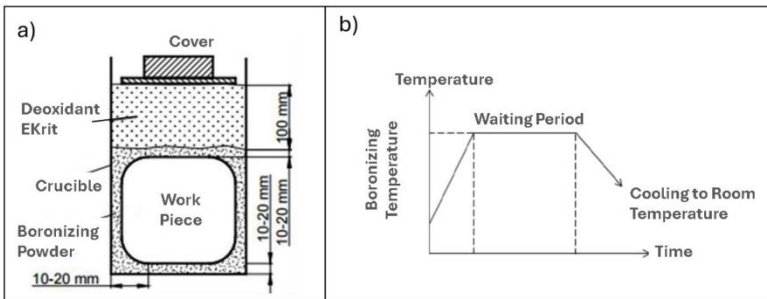 a)
Cover
Deoxidant
EKrit
100 mm
Crucible
Work
Piece
Boronizing
Powder
10-20 mm
10-20 mm
10-20 mm
b)
Temperature
Waiting Period
Boronizing
Temperature
Cooling to Room
Temperature
Time